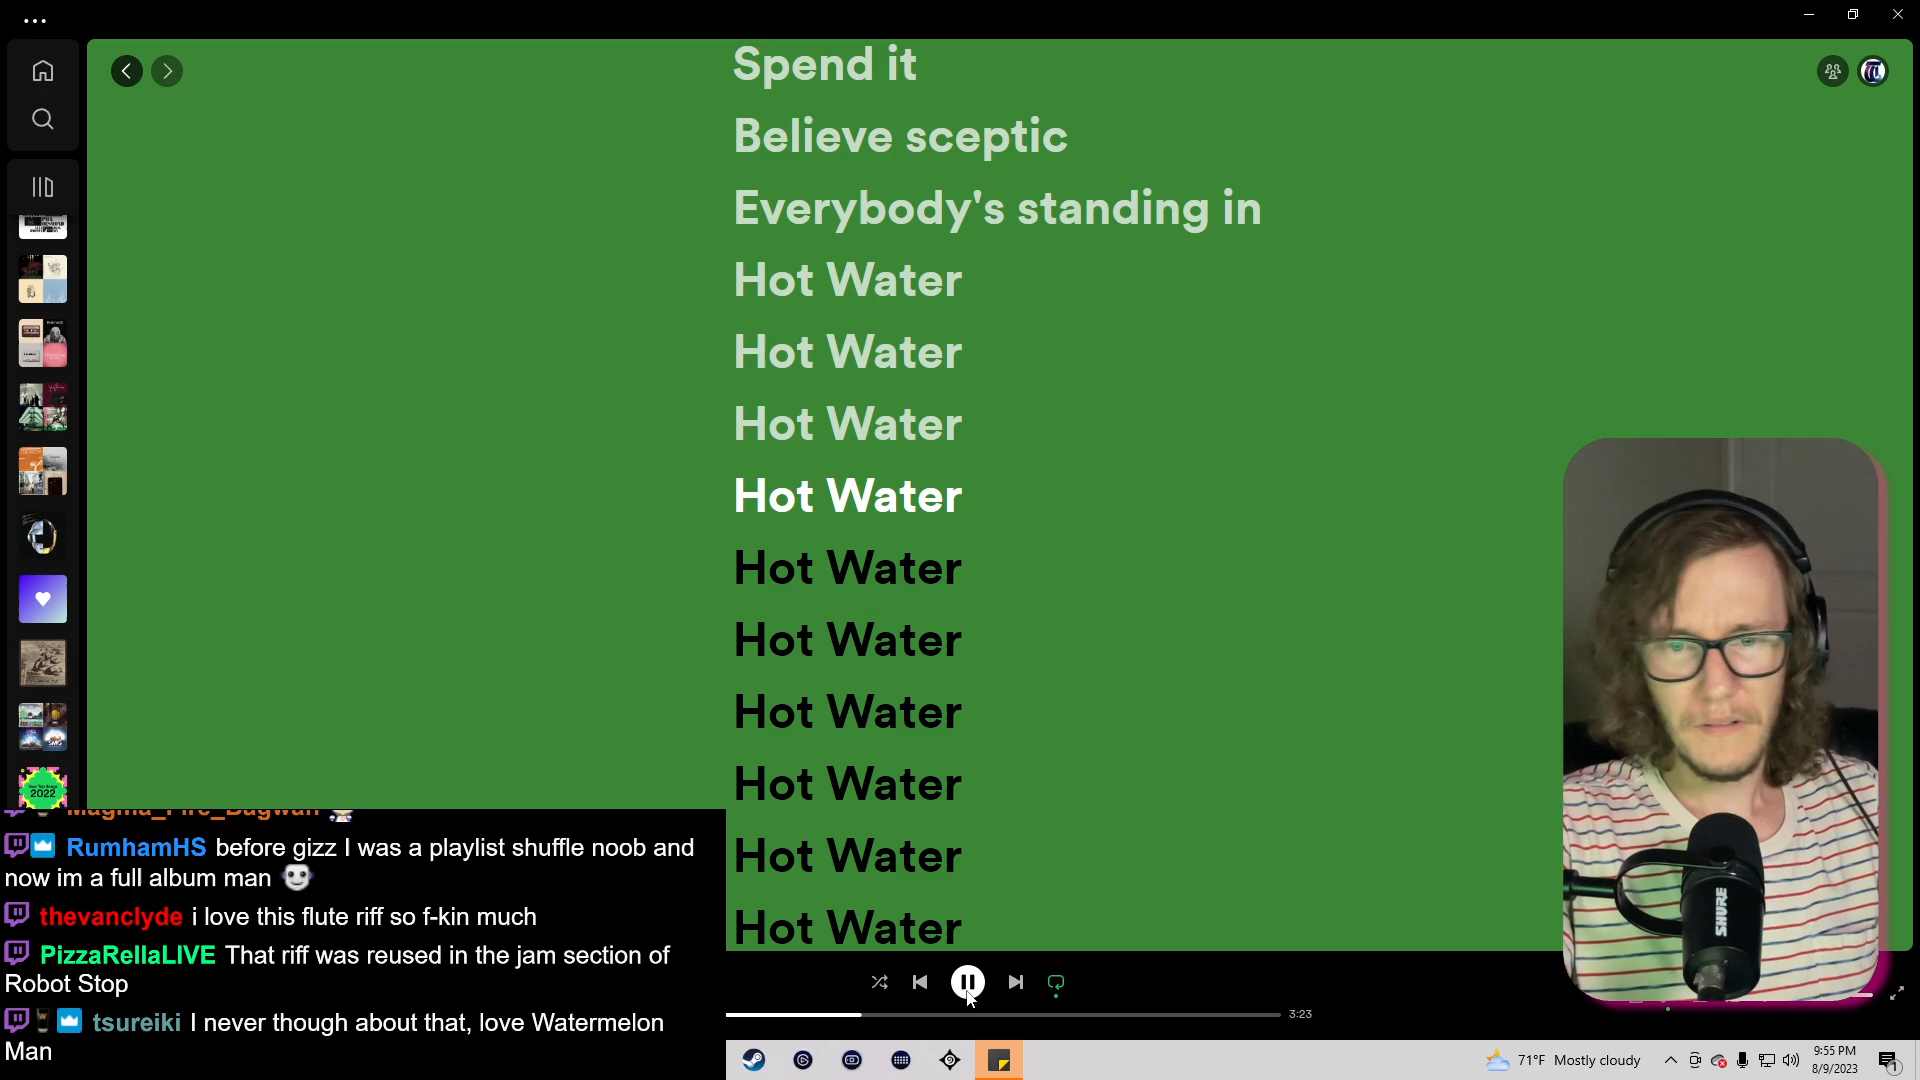 Spend it
Believe sceptic
Everybody's standing in
Hot Water
Hot Water
Hot Water
Hot Water
Hot Water
Hot Water
Hot Water
Hot Water
Hot Water
Hot Water
2022
RumhamHS before gizz I was a playlist shuffle noob and
now im a full album man
thevanclyde i love this flute riff so f-kin much
PizzaRellaLIVE That riff was reused in the jam section of
Robot Stop
tsureiki I never though about that, love Watermelon
Man
SHURE
3:23
71°F Mostly cloudy
9:55 PM
8/9/2023
1